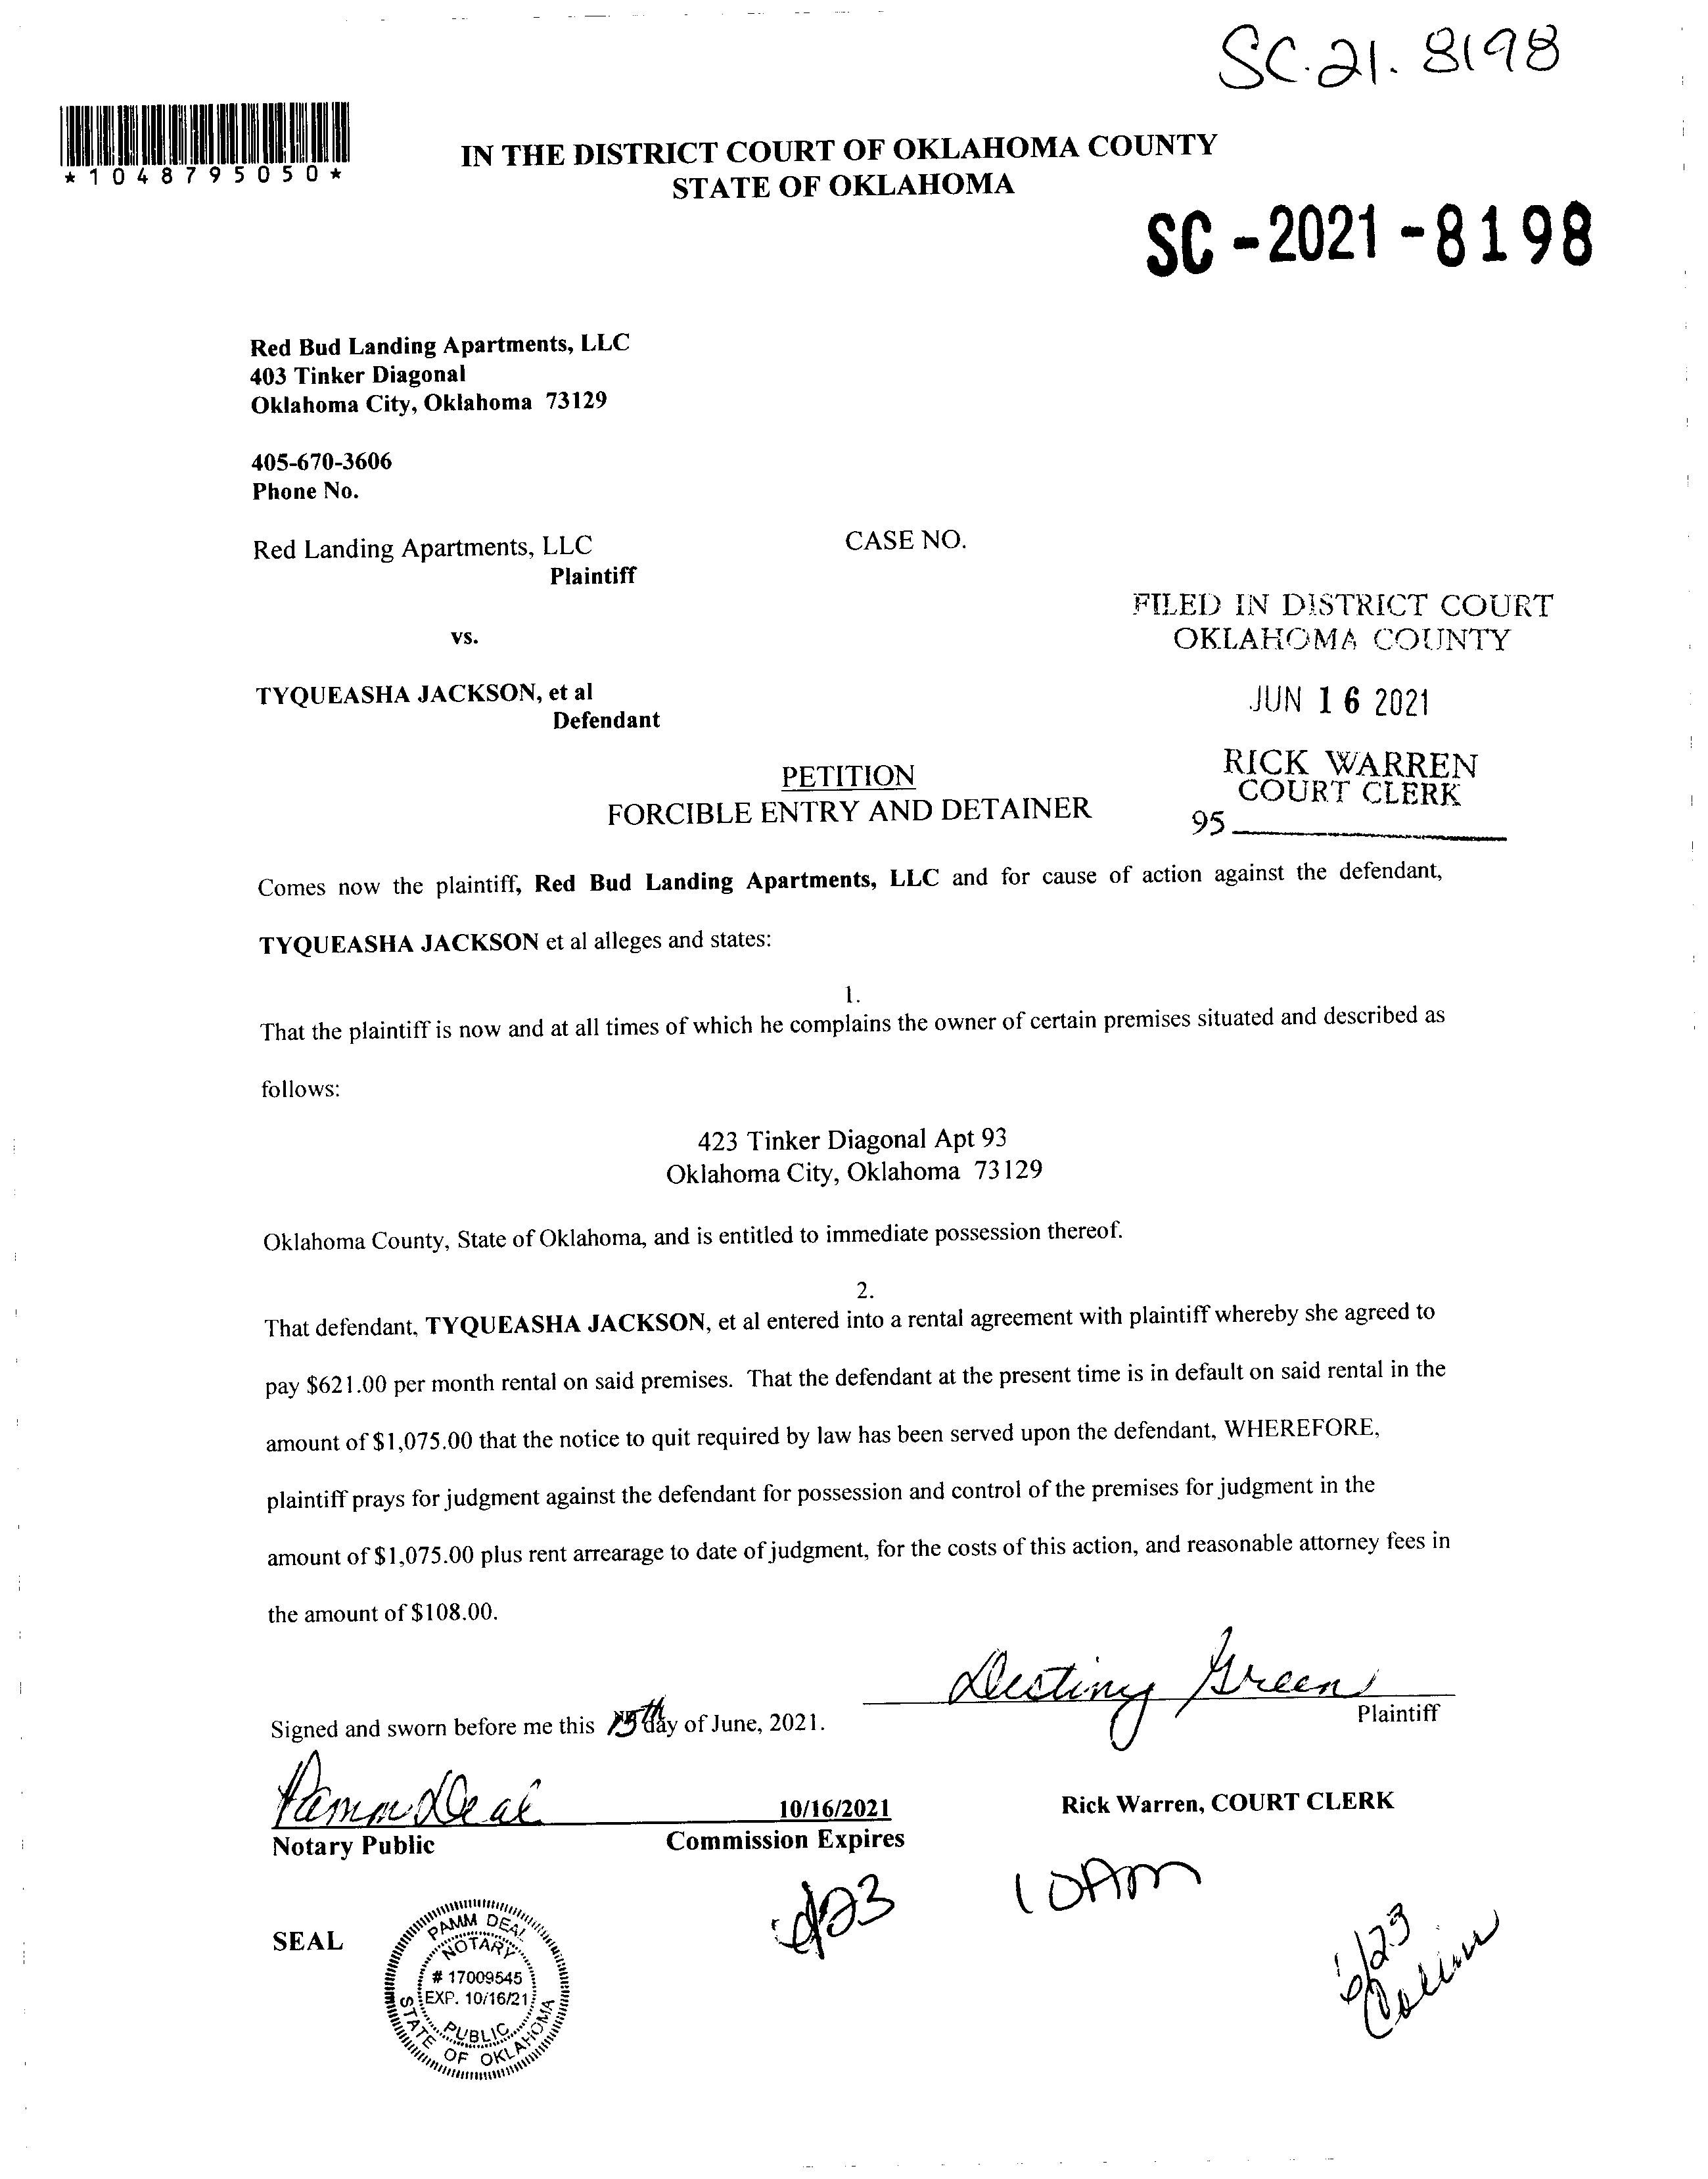 SC.21.8198
*1048795050*
IN THE DISTRICT COURT OF OKLAHOMA COUNTY
STATE OF OKLAHOMA
SC-2021-8198
Red Bud Landing Apartments, LLC
403 Tinker Diagonal
Oklahoma City, Oklahoma 73129
405-670-3606
Phone No.
Red Landing Apartments, LLC
CASE NO.
Plaintiff
FILED IN DISTRICT COURT
OKLAHOMA COUNTY
vs.
TYQUEASHA JACKSON, et al
Defendant
JUN 16 2021
RICK WARREN
COURT CLERK
95
PETITION
FORCIBLE ENTRY AND DETAINER
Comes now the plaintiff, Red Bud Landing Apartments, LLC and for cause of action against the defendant,
TYQUEASHA JACKSON et al alleges and states:
1.
That the plaintiff is now and at all times of which he complains the owner of certain premises situated and described as
follows:
423 Tinker Diagonal Apt 93
Oklahoma City, Oklahoma 73129
Oklahoma County, State of Oklahoma, and is entitled to immediate possession thereof.
2.
That defendant, TYQUEASHA JACKSON, et al entered into a rental agreement with plaintiff whereby she agreed to
pay $621.00 per month rental on said premises. That the defendant at the present time is in default on said rental in the
amount of $1,075.00 that the notice to quit required by law has been served upon the defendant, WHEREFORE,
plaintiff prays for judgment against the defendant for possession and control of the premises for judgment in the
amount of $1,075.00 plus rent arrearage to date of judgment, for the costs of this action, and reasonable attorney fees in
the amount of $108.00.
Destiny Green
Plaintiff
Signed and sworn before me this 15th day of June, 2021.
Pamm Deal
10/16/2021
Rick Warren, COURT CLERK
Notary Public
Commission Expires
10Am
6/23
SEAL
PAMM DEAL
NOTARY
# 17009545
EXP. 10/16/21
PUBLIC
STATE OF OKLAHOMA